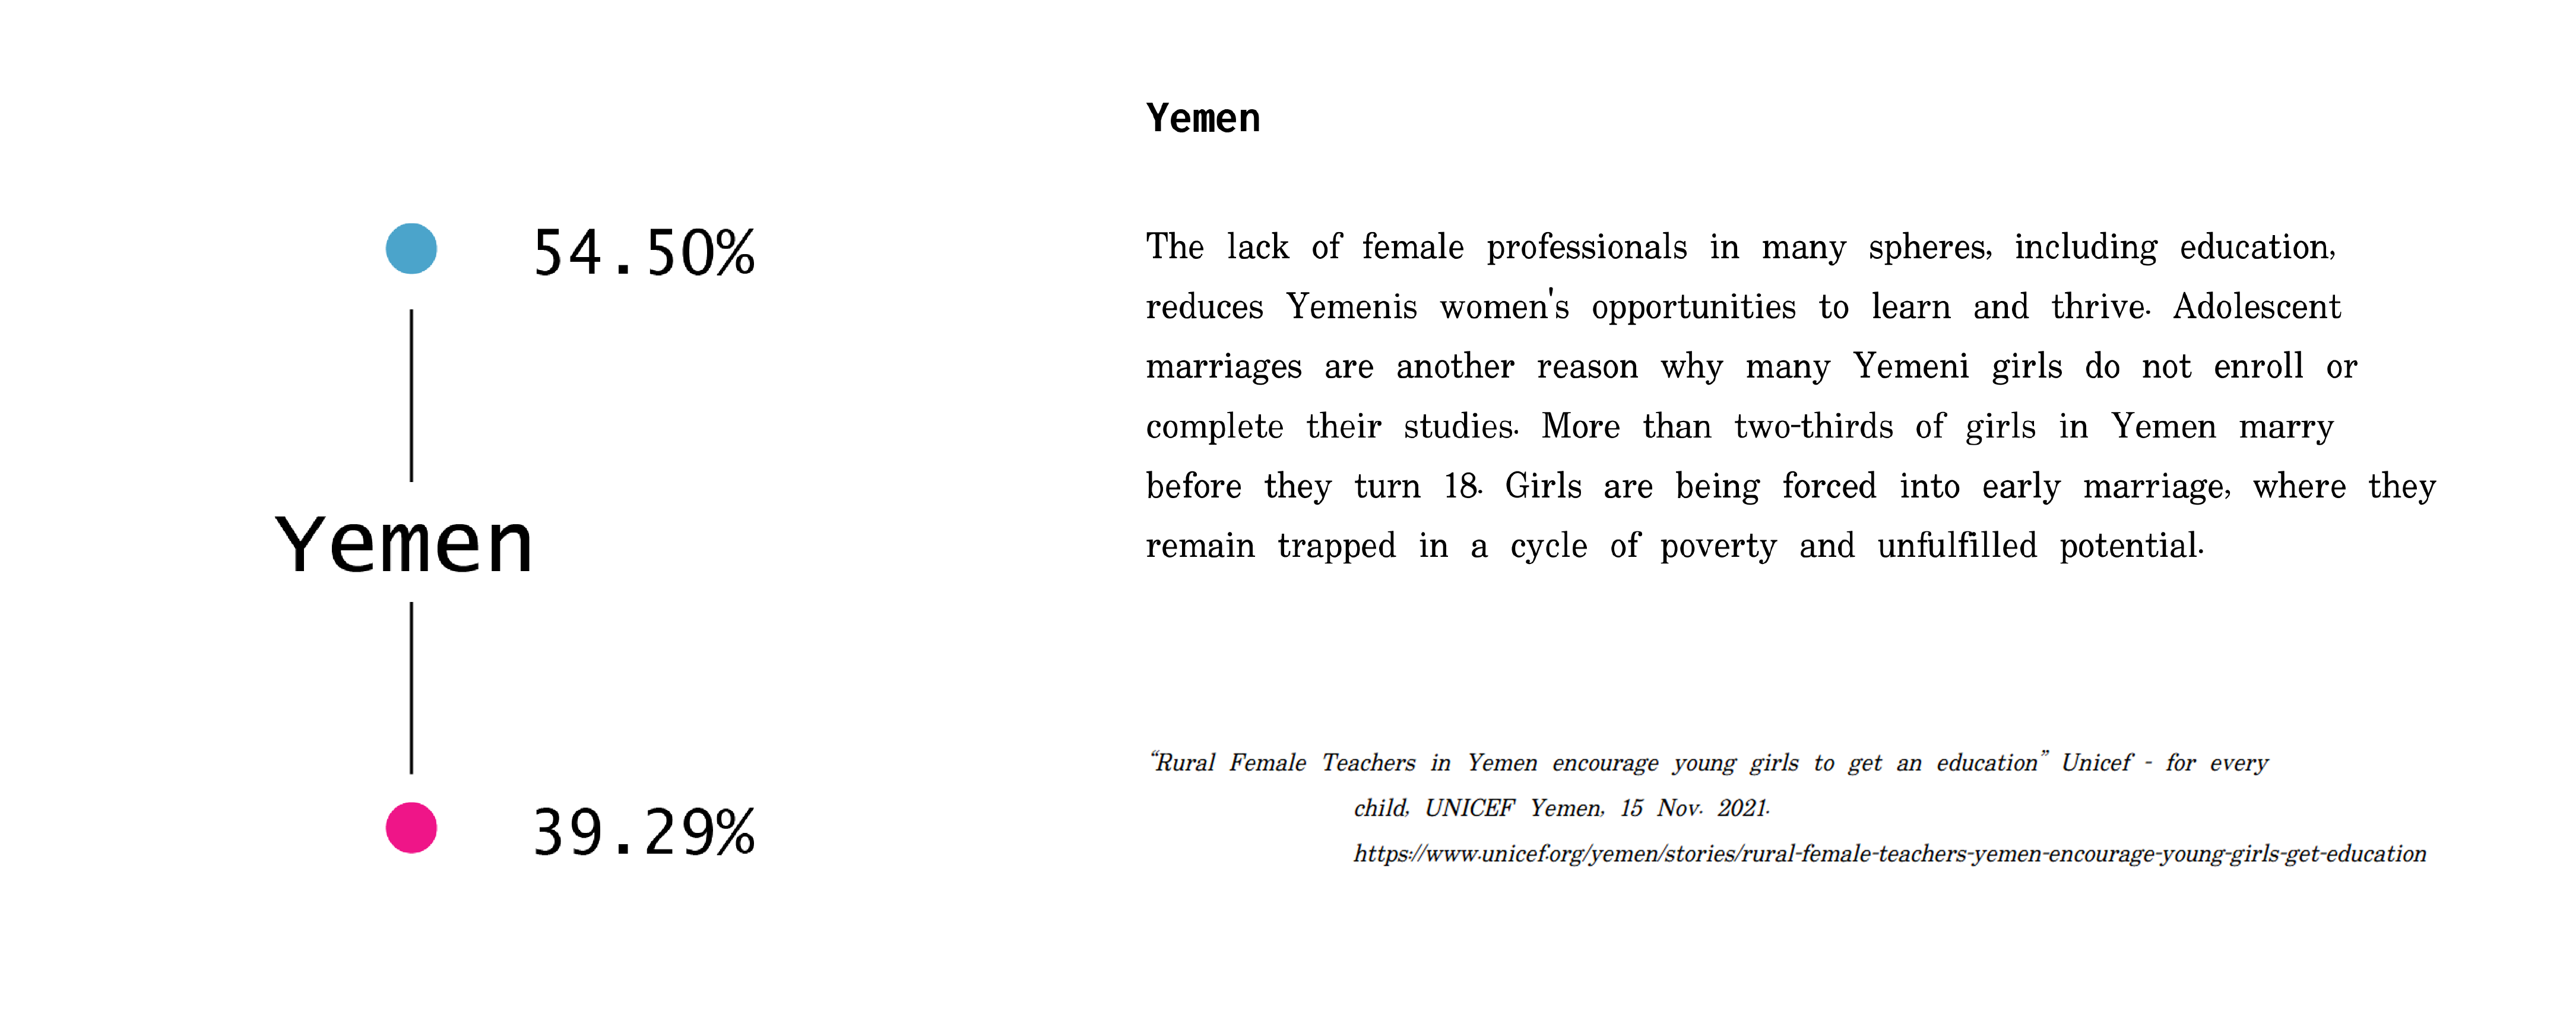 54.50%
Yemen
39.29%
Yemen
The lack of female professionals in many spheres, including education,
reduces Yemenis women's opportunities to learn and thrive. Adolescent
marriages are another reason why many Yemeni girls do not enroll or
complete their studies. More than two-thirds of girls in Yemen marry
before they turn 18. Girls are being forced into early marriage, where they
remain trapped in a cycle of poverty and unfulfilled potential.
“Rural Female Teachers in Yemen encourage young girls to get an education” Unicef - for every
child, UNICEF Yemen, 15 Nov. 2021.
https://www.unicef.org/yemen/stories/rural-female-teachers-yemen-encourage-young-girls-get-education